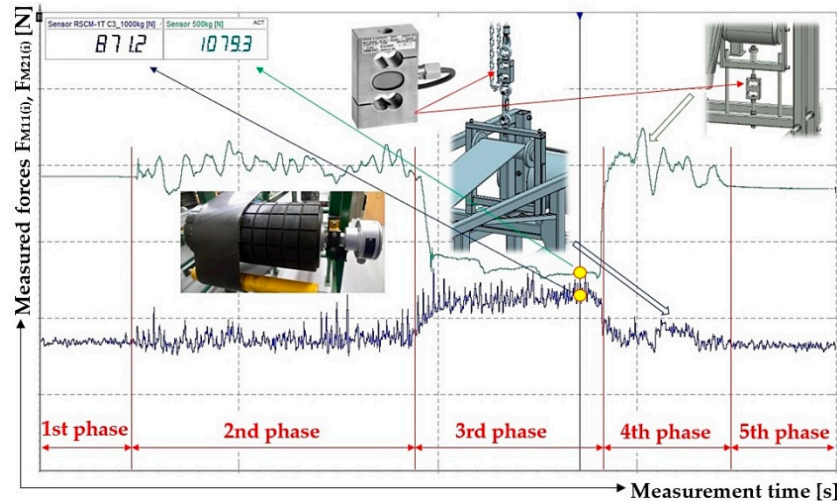 Sensor RSCM-1T C3_1000kg [N]
Sensor 500kg [N]
ACT
871.2
1079.3
Measured forces FM11(i), FM21(i) [N]
1st phase
2nd phase
3rd phase
4th phase
5th phase
Measurement time [s]